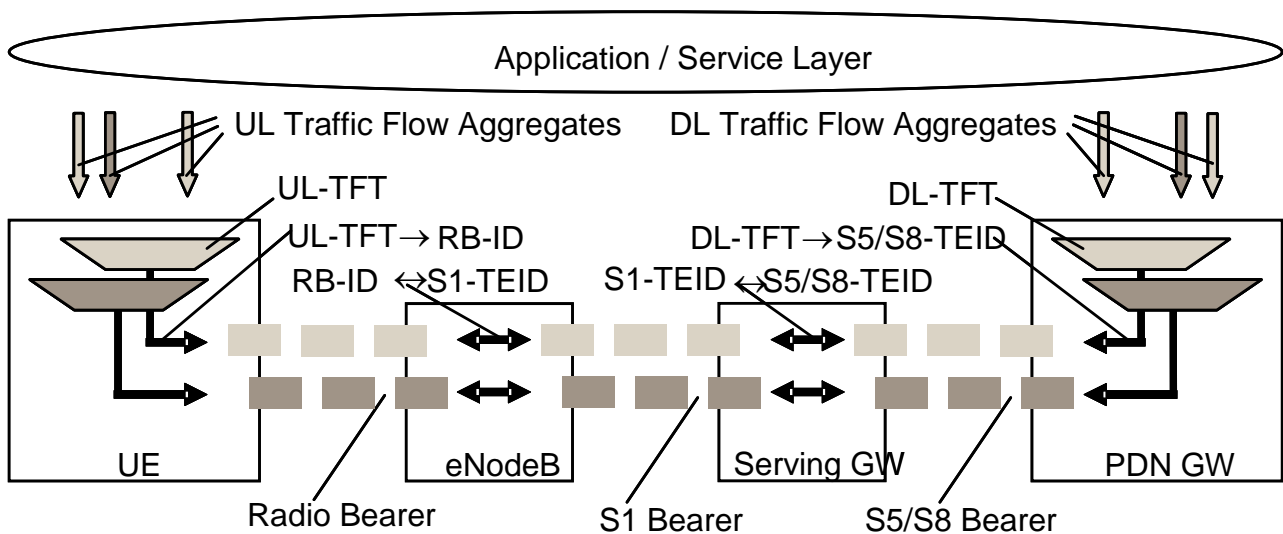 Application / Service Layer
UL Traffic Flow Aggregates
DL Traffic Flow Aggregates
UL-TFT
DL-TFT
UL-TFT→ RB-ID
DL-TFT→S5/S8-TEID
RB-ID ↔S1-TEID
S1-TEID ↔S5/S8-TEID
UE
eNodeB
Serving GW
PDN GW
Radio Bearer
S1 Bearer
S5/S8 Bearer